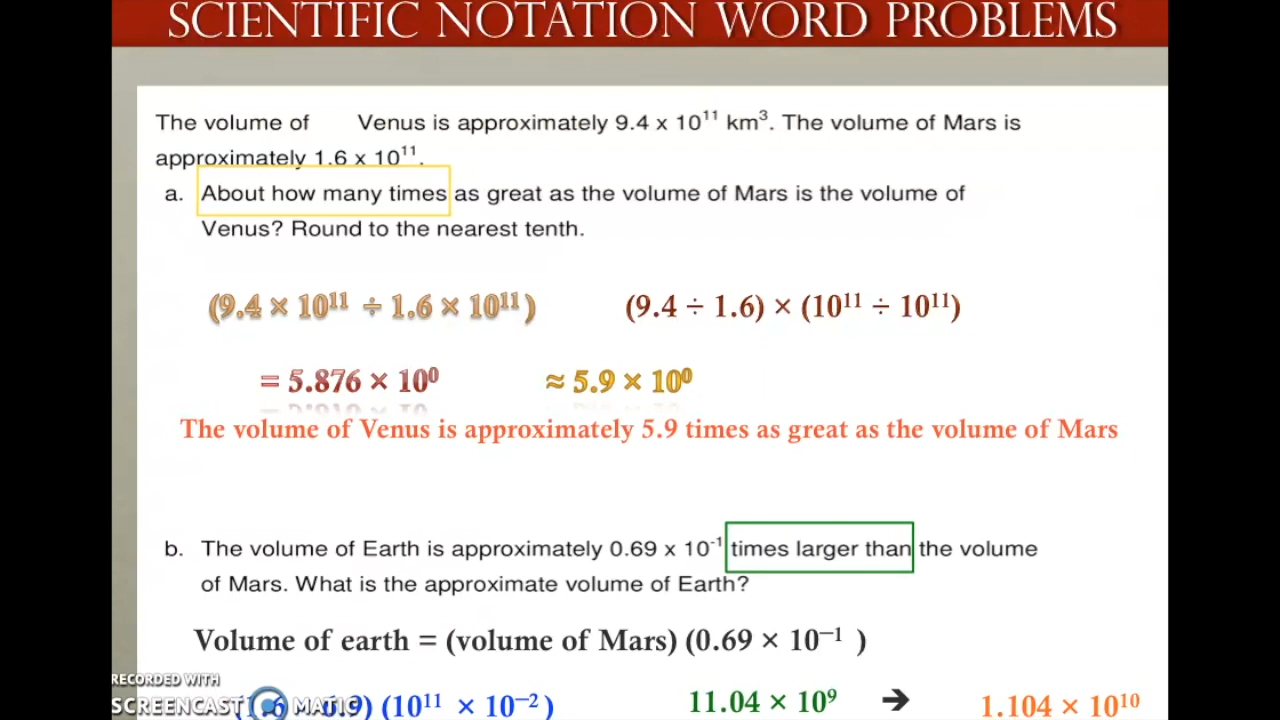 SCIENTIFIC NOTATION WORD PROBLEMS
The volume of Venus is approximately 9.4 x 10¹¹ km³. The volume of Mars is
approximately 1.6 x 10¹¹.
a. About how many times as great as the volume of Mars is the volume of
Venus? Round to the nearest tenth.
(9.4 × 10¹¹ ÷ 1.6 × 10¹¹) (9.4 ÷ 1.6) × (10¹¹ ÷ 10¹¹)
= 5.876 × 10⁰ ≈ 5.9 × 10⁰
The volume of Venus is approximately 5.9 times as great as the volume of Mars
b. The volume of Earth is approximately 0.69 x 10⁻¹ times larger than the volume
of Mars. What is the approximate volume of Earth?
Volume of earth = (volume of Mars) (0.69 × 10⁻¹ )
RECORDED WITH
SCREENCAST MATIC
6.9) (10¹¹ × 10⁻² ) 11.04 × 10⁹ → 1.104 × 10¹⁰